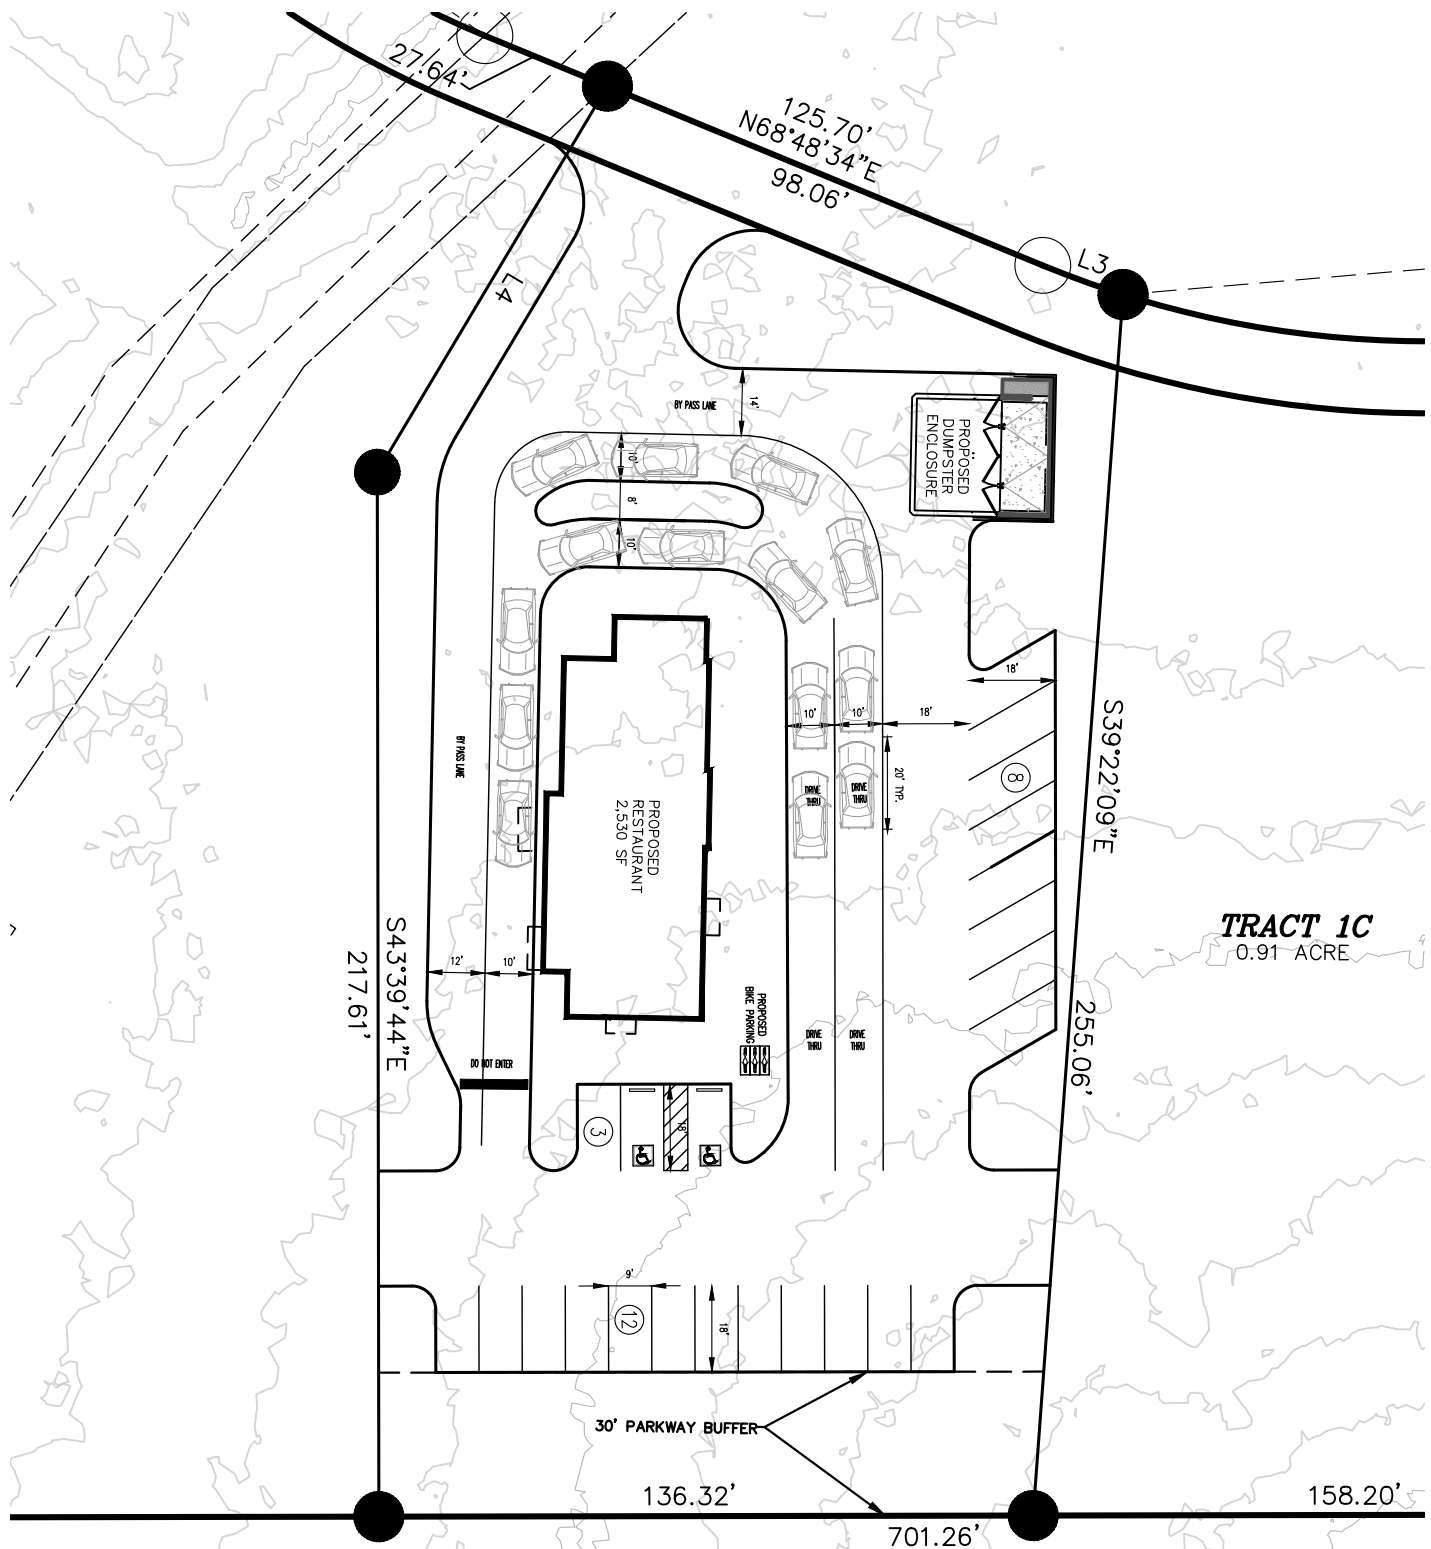 27.64'
125.70'
N68°48'34"E
98.06'
L3
L4
BY PASS LANE
14'
PROPOSED
DUMPSTER
ENCLOSURE
10'
8'
10'
18'
10'
10'
18'
20' TYP.
8
BY PASS LANE
DRIVE
THRU
DRIVE
THRU
PROPOSED
RESTAURANT
2,530 SF
S39°22'09"E
255.06'
TRACT 1C
0.91 ACRE
S43°39'44"E
217.61'
12'
10'
PROPOSED
BIKE PARKING
DRIVE
THRU
DRIVE
THRU
DO NOT ENTER
3
18'
9'
12
18'
30' PARKWAY BUFFER
136.32'
158.20'
701.26'